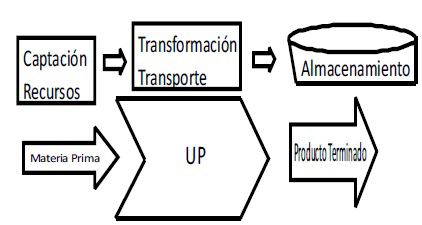 Captación
Recursos
Transformación
Transporte
Almacenamiento
Materia Prima
UP
Producto Terminado